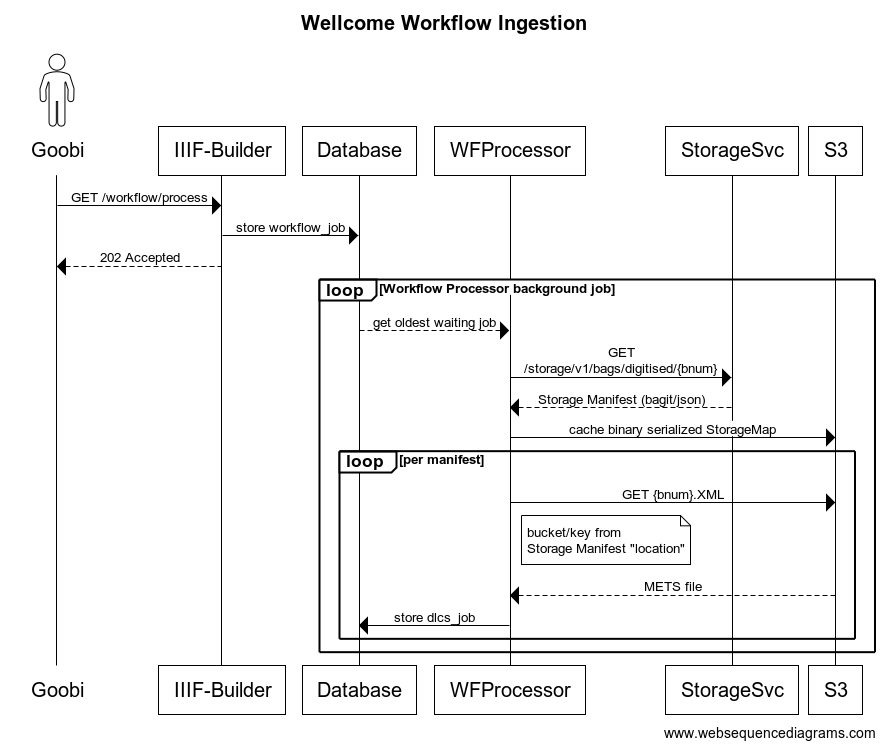 Wellcome Workflow Ingestion
Goobi
IIIF-Builder
Database
WFProcessor
StorageSvc
S3
GET /workflow/process
store workflow_job
202 Accepted
loop [Workflow Processor background job]
get oldest waiting job
GET
/storage/v1/bags/digitised/{bnum}
Storage Manifest (bagit/json)
cache binary serialized StorageMap
loop [per manifest]
GET {bnum}.XML
bucket/key from
Storage Manifest "location"
METS file
store dlcs_job
Goobi
IIIF-Builder
Database
WFProcessor
StorageSvc
S3
www.websequencediagrams.com